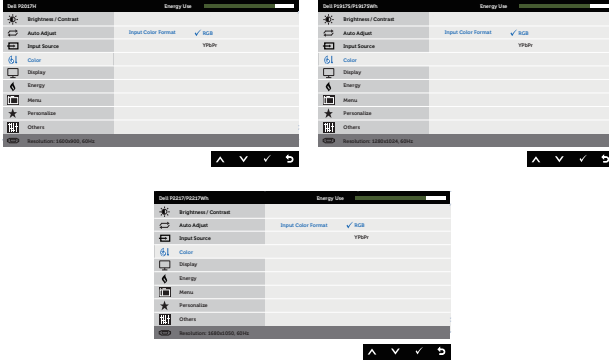 Dell P2017H Energy Use
Brightness / Contrast
Auto Adjust Input Color Format ✓ RGB
Input Source YPbPr
Color
Display
Energy
Menu
Personalize
Others
Resolution: 1600x900, 60Hz
Dell P1917S/P1917SWh Energy Use
Brightness / Contrast
Auto Adjust Input Color Format ✓ RGB
Input Source YPbPr
Color
Display
Energy
Menu
Personalize
Others
Resolution: 1280x1024, 60Hz
Dell P2217/P2217Wh Energy Use
Brightness / Contrast
Auto Adjust Input Color Format ✓ RGB
Input Source YPbPr
Color
Display
Energy
Menu
Personalize
Others
Resolution: 1680x1050, 60Hz